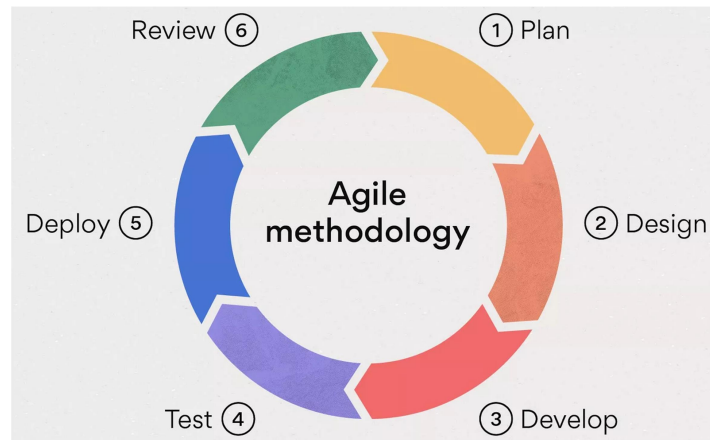 Agile
methodology
1 Plan
2 Design
3 Develop
Test 4
Deploy 5
Review 6